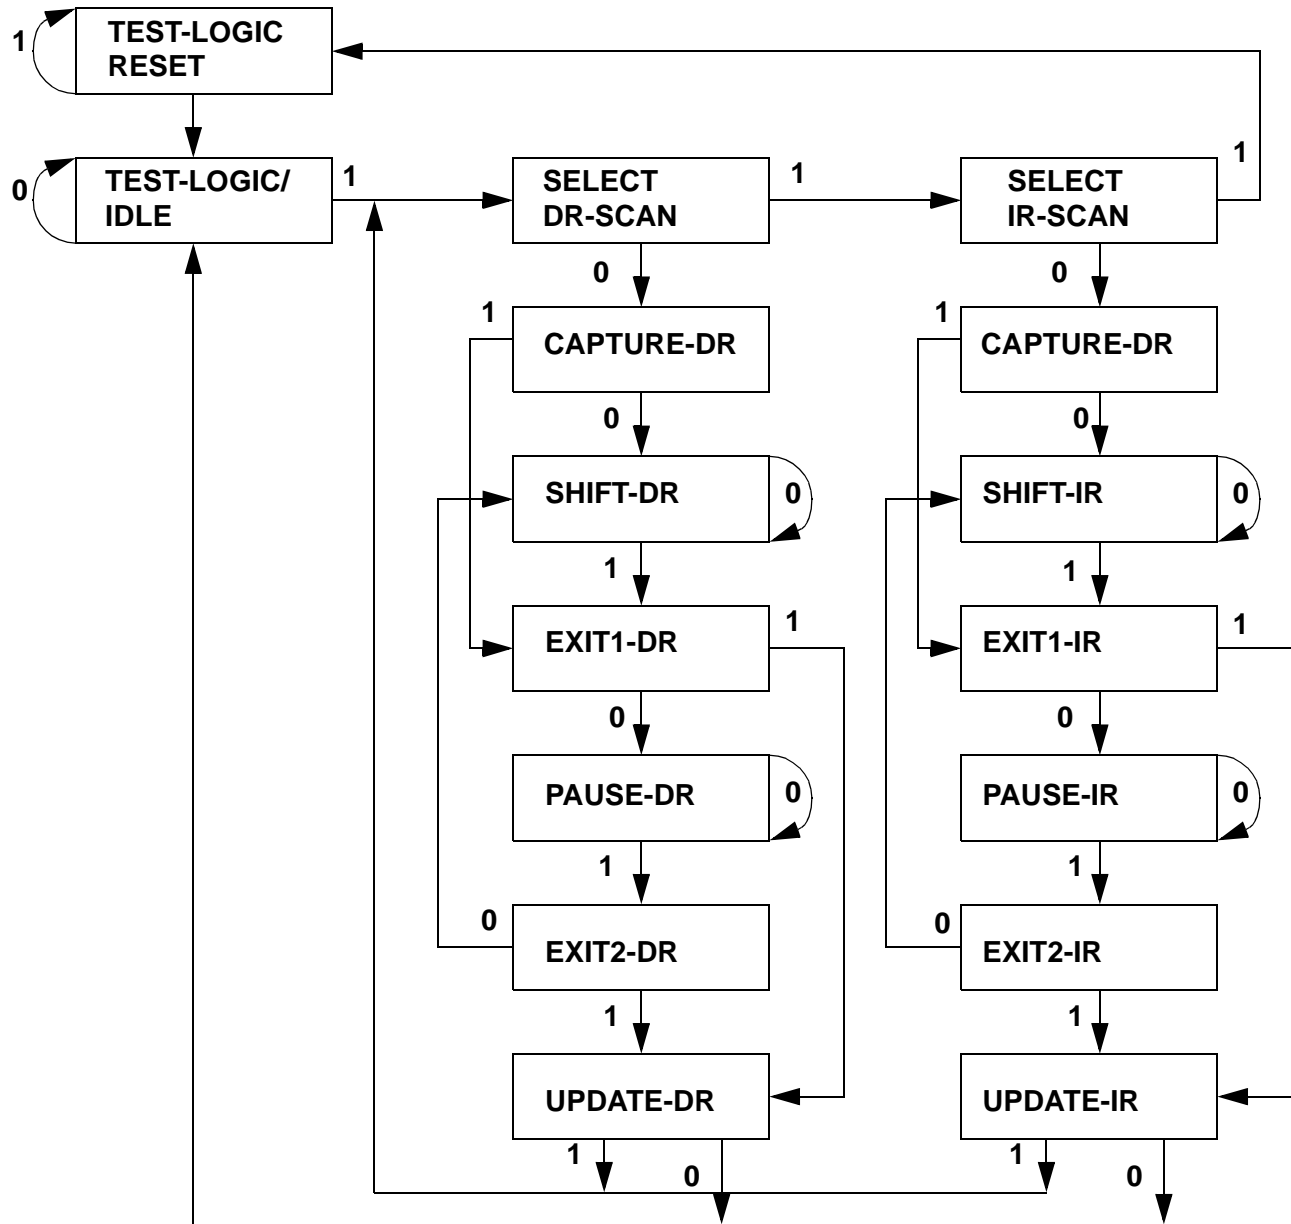 1
TEST-LOGIC
RESET
0
TEST-LOGIC/
IDLE
1
SELECT
DR-SCAN
1
SELECT
IR-SCAN
1
0
0
1
CAPTURE-DR
1
CAPTURE-DR
0
0
SHIFT-DR
0
SHIFT-IR
0
1
1
EXIT1-DR
1
EXIT1-IR
1
0
0
PAUSE-DR
0
PAUSE-IR
0
1
1
0
EXIT2-DR
0
EXIT2-IR
1
1
UPDATE-DR
UPDATE-IR
1
0
1
0